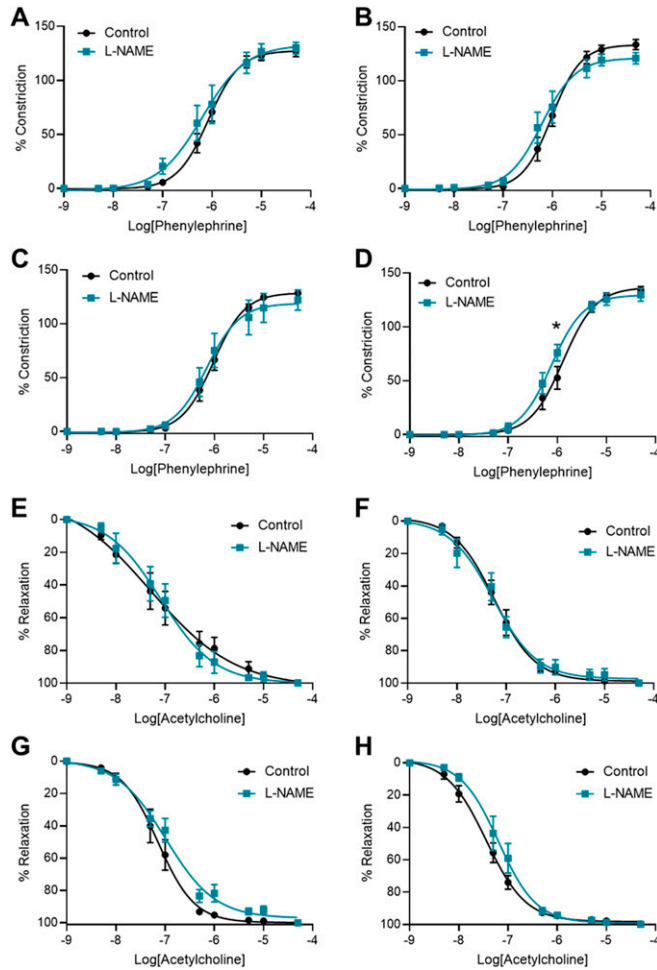 A
Control
L-NAME
150
100
50
0
% Constriction
-9 -8 -7 -6 -5 -4
Log[Phenylephrine]
B
Control
L-NAME
150
100
50
0
% Constriction
-9 -8 -7 -6 -5 -4
Log[Phenylephrine]
C
Control
L-NAME
150
100
50
0
% Constriction
-9 -8 -7 -6 -5 -4
Log[Phenylephrine]
D
Control
L-NAME
*
150
100
50
0
% Constriction
-9 -8 -7 -6 -5 -4
Log[Phenylephrine]
E
Control
L-NAME
0
20
40
60
80
100
% Relaxation
-9 -8 -7 -6 -5 -4
Log[Acetylcholine]
F
Control
L-NAME
0
20
40
60
80
100
% Relaxation
-9 -8 -7 -6 -5 -4
Log[Acetylcholine]
G
Control
L-NAME
0
20
40
60
80
100
% Relaxation
-9 -8 -7 -6 -5 -4
Log[Acetylcholine]
H
Control
L-NAME
0
20
40
60
80
100
% Relaxation
-9 -8 -7 -6 -5 -4
Log[Acetylcholine]